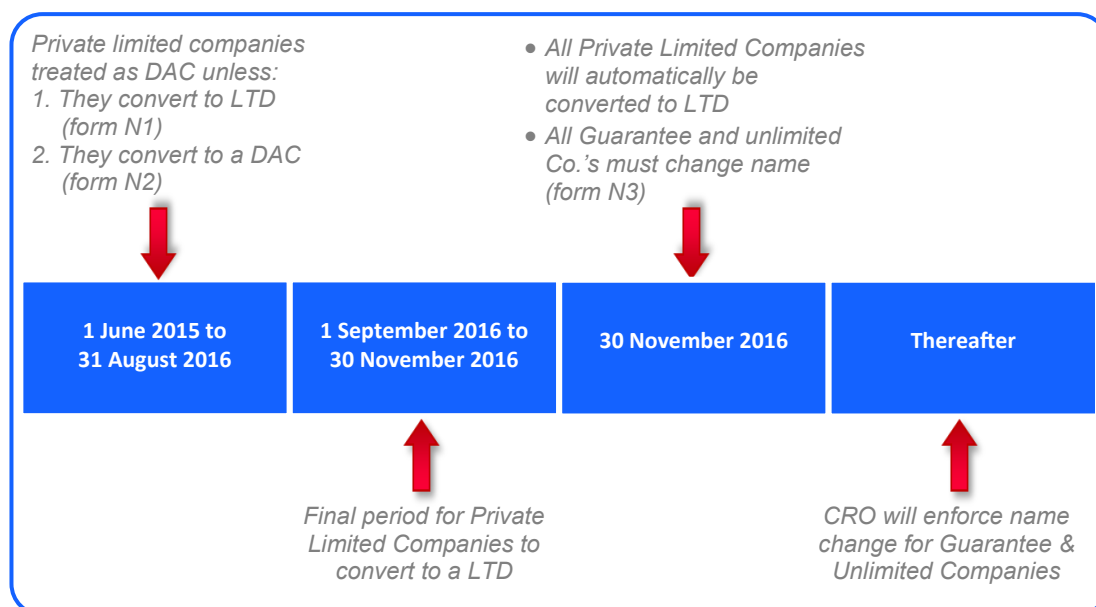 Private limited companies
treated as DAC unless:
1. They convert to LTD
(form N1)
2. They convert to a DAC
(form N2)
• All Private Limited Companies
will automatically be
converted to LTD
• All Guarantee and unlimited
Co.'s must change name
(form N3)
1 June 2015 to
31 August 2016
1 September 2016 to
30 November 2016
30 November 2016
Thereafter
Final period for Private
Limited Companies to
convert to a LTD
CRO will enforce name
change for Guarantee &
Unlimited Companies